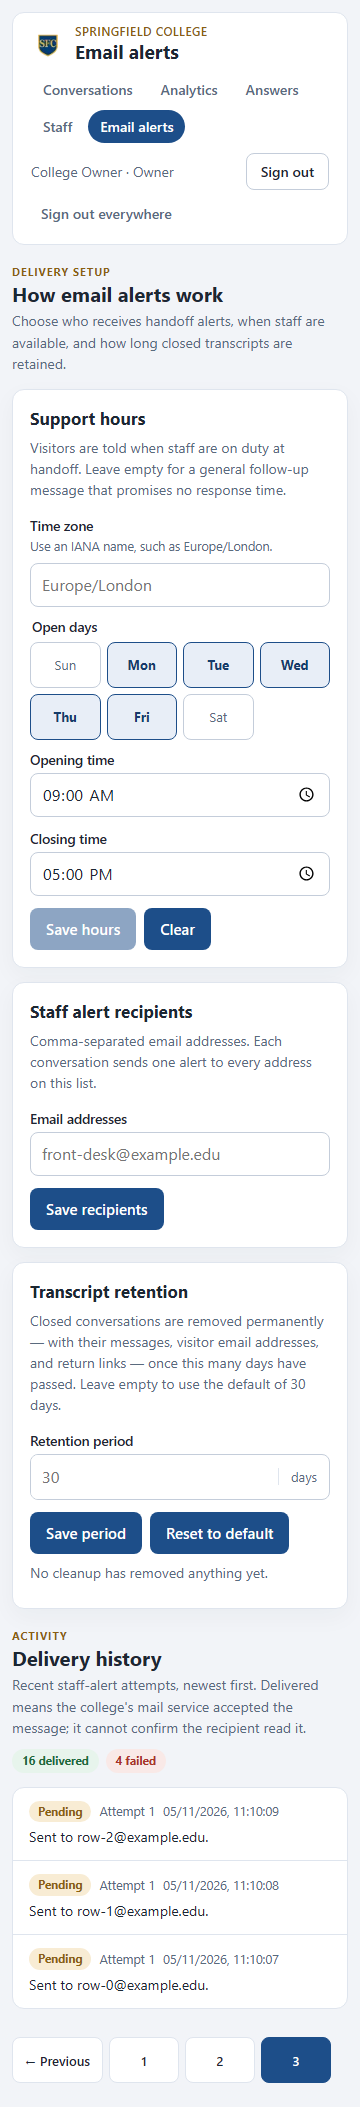 SFC
SPRINGFIELD COLLEGE
Email alerts
Conversations Analytics Answers
Staff Email alerts
College Owner · Owner Sign out
Sign out everywhere
DELIVERY SETUP
How email alerts work
Choose who receives handoff alerts, when staff are
available, and how long closed transcripts are
retained.
Support hours
Visitors are told when staff are on duty at
handoff. Leave empty for a general follow-up
message that promises no response time.
Time zone
Use an IANA name, such as Europe/London.
Europe/London
Open days
Sun Mon Tue Wed
Thu Fri Sat
Opening time
09:00 AM
Closing time
05:00 PM
Save hours Clear
Staff alert recipients
Comma-separated email addresses. Each
conversation sends one alert to every address
on this list.
Email addresses
front-desk@example.edu
Save recipients
Transcript retention
Closed conversations are removed permanently
— with their messages, visitor email addresses,
and return links — once this many days have
passed. Leave empty to use the default of 30
days.
Retention period
30 days
Save period Reset to default
No cleanup has removed anything yet.
ACTIVITY
Delivery history
Recent staff-alert attempts, newest first. Delivered
means the college's mail service accepted the
message; it cannot confirm the recipient read it.
16 delivered 4 failed
Pending Attempt 1 05/11/2026, 11:10:09
Sent to row-2@example.edu.
Pending Attempt 1 05/11/2026, 11:10:08
Sent to row-1@example.edu.
Pending Attempt 1 05/11/2026, 11:10:07
Sent to row-0@example.edu.
← Previous 1 2 3